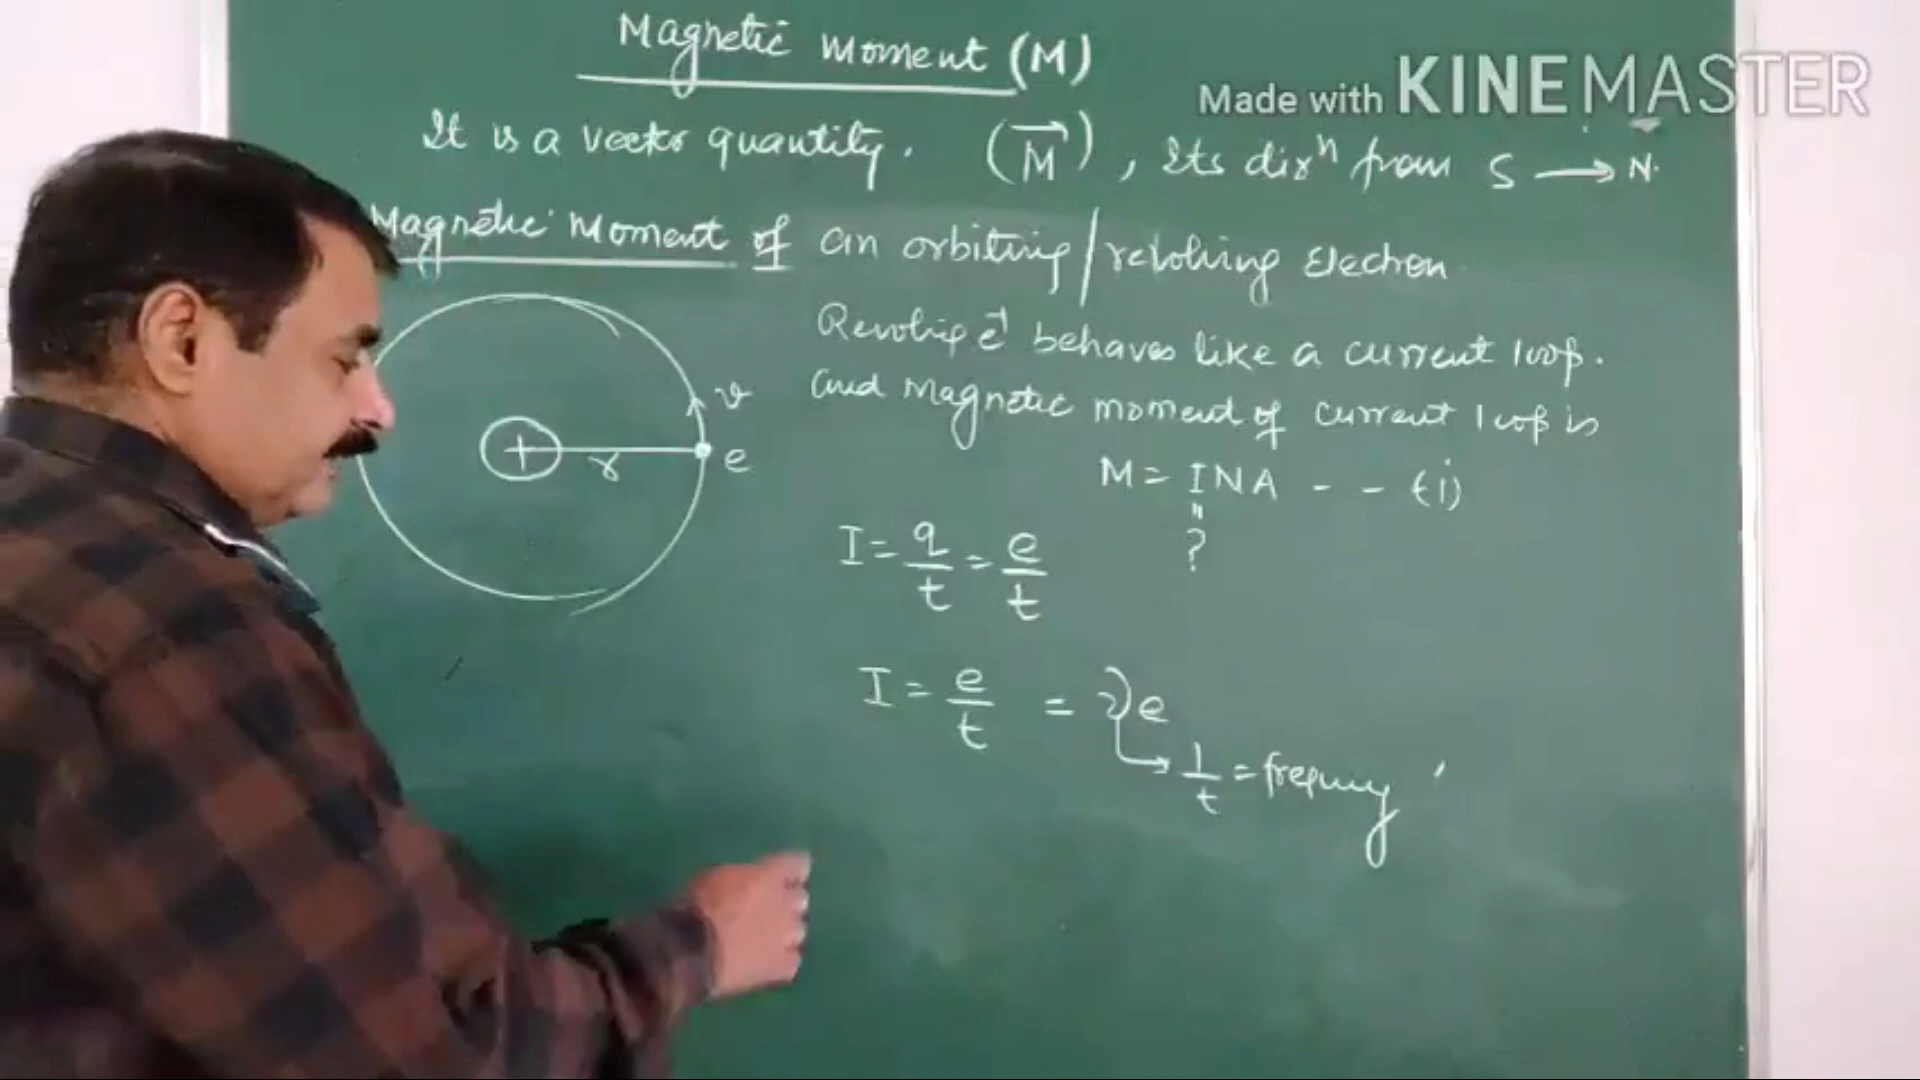 Magnetic Moment (M)
Made with KINEMASTER
It is a vector quantity. (M⃗), Its dirⁿ from S → N.
Magnetic Moment of an orbiting/revolving Electron
behaves like a current loop.
and Magnetic moment of current loop is
v
+ r e
M = INA - - (i)
"
?
I = q/t = e/t
I = e/t = νe
→ 1/t = frequency